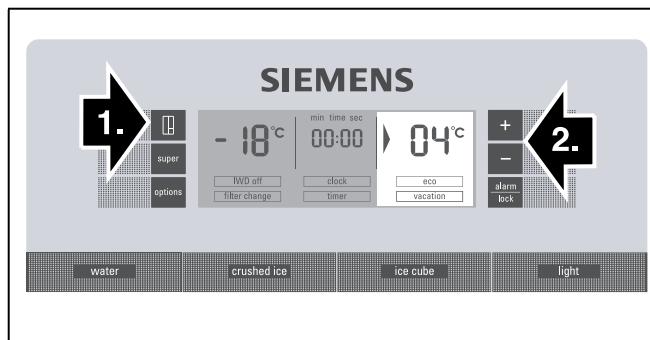 SIEMENS
1.
min time sec
- 18°C
00:00
04°C
+
2.
super
-
options
IWD off
clock
eco
alarm
lock
filter change
timer
vacation
water
crushed ice
ice cube
light